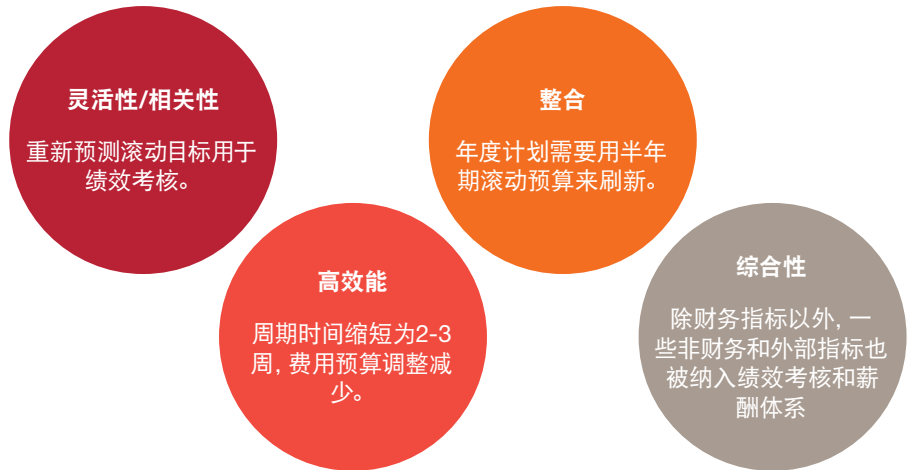 灵活性/相关性
重新预测滚动目标用于
绩效考核。
高效能
周期时间缩短为2-3
周, 费用预算调整减
少。
整合
年度计划需要用半年
期滚动预算来刷新。
综合性
除财务指标以外, 一
些非财务和外部指标也
被纳入绩效考核和薪
酬体系